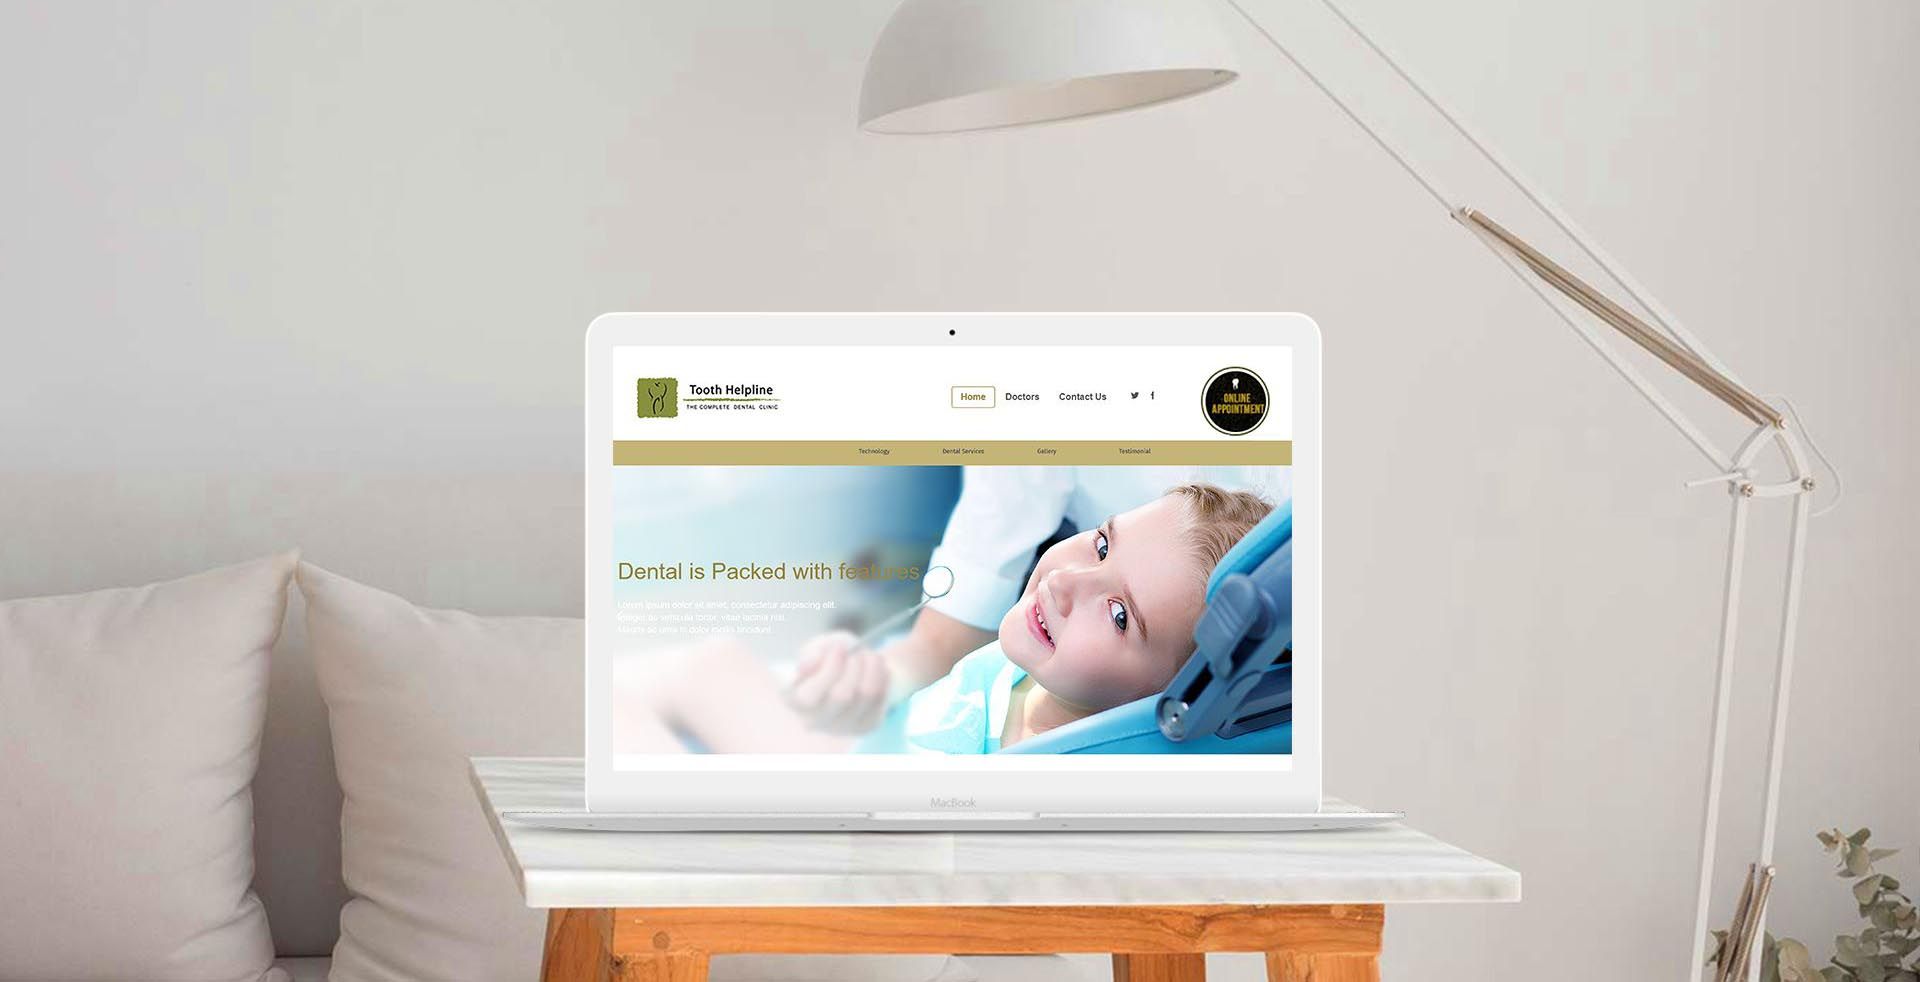 Tooth Helpline
THE COMPLETE DENTAL CLINIC
Home Doctors Contact Us
ONLINE
APPOINTMENT
Technology Dental Services Gallery Testimonial
Dental is Packed with features
Lorem ipsum dolor sit amet, consectetur adipiscing elit.
Integer ac vehicula tortor, vitae lacinia nisl.
Mauris ac urna in dolor mollis tincidunt
MacBook